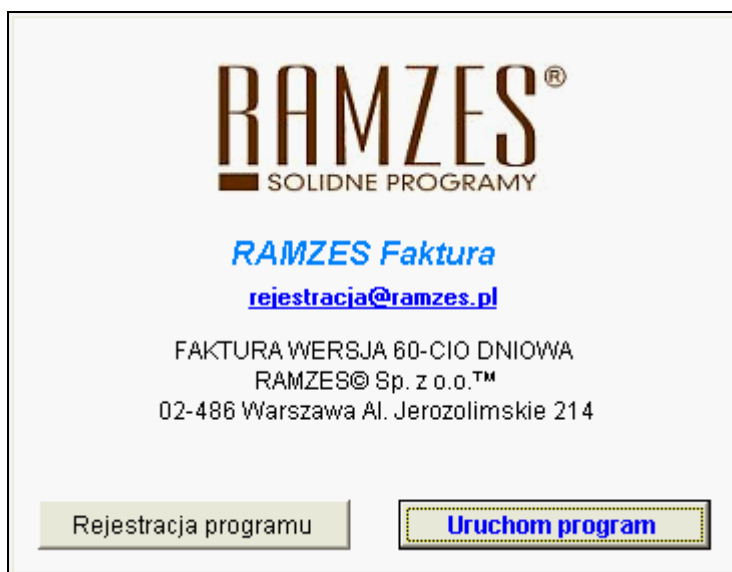 RAMZES®
SOLIDNE PROGRAMY
RAMZES Faktura
rejestracja@ramzes.pl
FAKTURA WERSJA 60-CIO DNIOWA
RAMZES© Sp. z o.o.™
02-486 Warszawa Al. Jerozolimskie 214
Rejestracja programu
Uruchom program